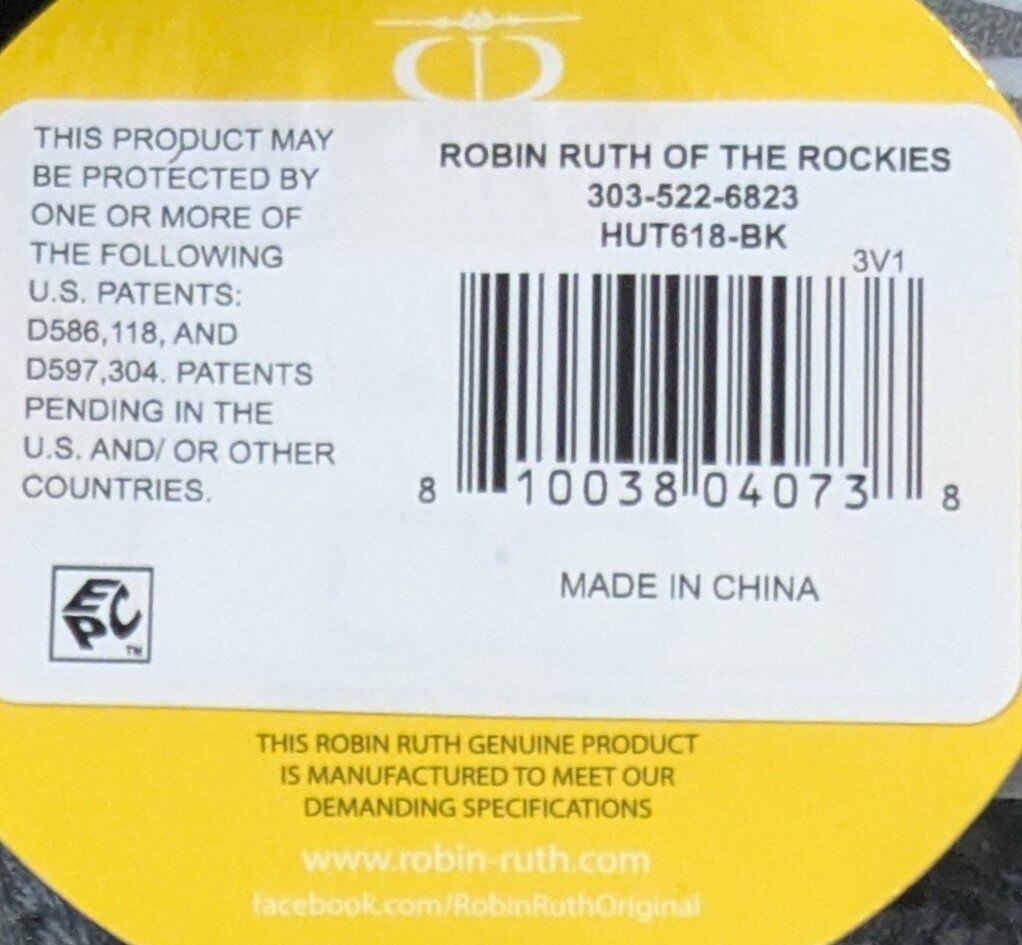 THIS PRODUCT MAY
BE PROTECTED BY
ONE OR MORE OF
THE FOLLOWING
U.S. PATENTS:
D586,118, AND
D597,304. PATENTS
PENDING IN THE
U.S. AND/ OR OTHER
COUNTRIES.
EPC™
ROBIN RUTH OF THE ROCKIES
303-522-6823
HUT618-BK
3V1
8 10038 04073 8
MADE IN CHINA
THIS ROBIN RUTH GENUINE PRODUCT
IS MANUFACTURED TO MEET OUR
DEMANDING SPECIFICATIONS
www.robin-ruth.com
facebook.com/RobinRuthOriginal